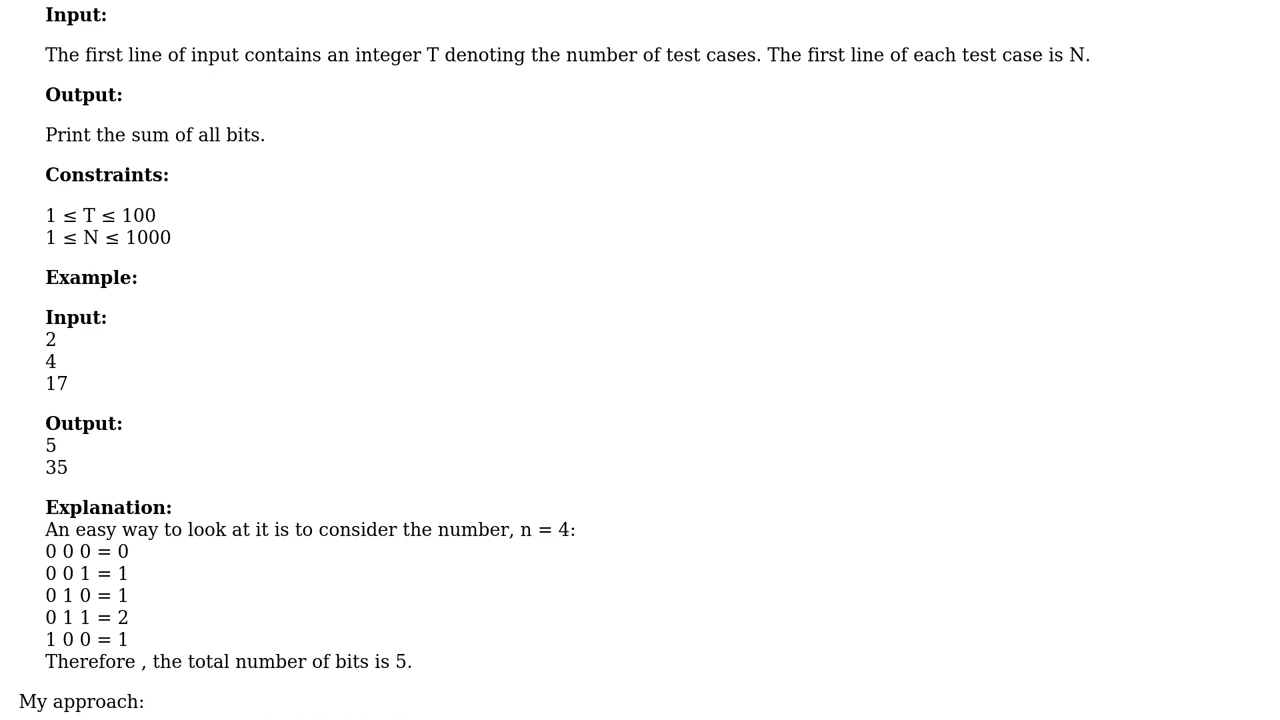 Input:
The first line of input contains an integer T denoting the number of test cases. The first line of each test case is N.
Output:
Print the sum of all bits.
Constraints:
1 ≤ T ≤ 100
1 ≤ N ≤ 1000
Example:
Input:
2
4
17
Output:
5
35
Explanation:
An easy way to look at it is to consider the number, n = 4:
0 0 0 = 0
0 0 1 = 1
0 1 0 = 1
0 1 1 = 2
1 0 0 = 1
Therefore , the total number of bits is 5.
My approach: